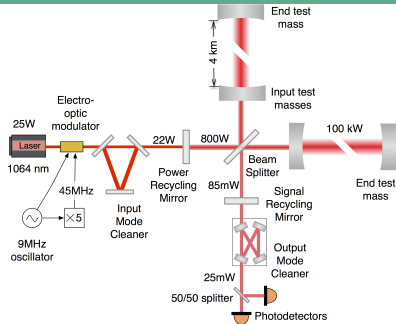 End test
mass
4 km
Input test
masses
Electro-
optic
modulator
25W
Laser
1064 nm
22W
800W
100 kW
Power
Recycling
Mirror
Beam
Splitter
End test
mass
45MHz
×5
9MHz
oscillator
Input
Mode
Cleaner
85mW
Signal
Recycling
Mirror
Output
Mode
Cleaner
25mW
50/50 splitter
Photodetectors